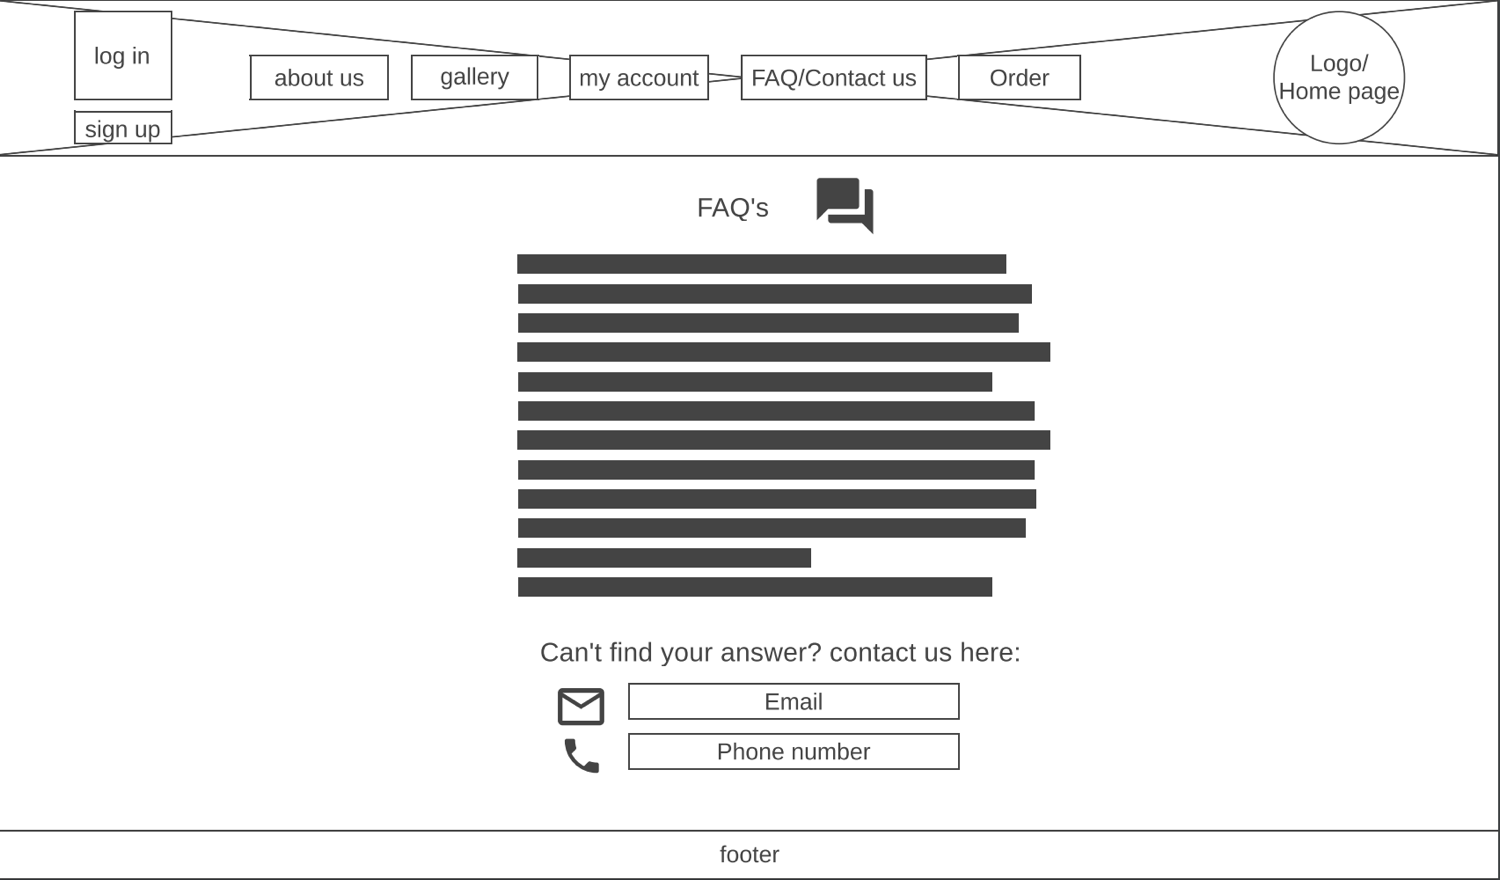 log in
sign up
about us
gallery
my account
FAQ/Contact us
Order
Logo/
Home page
FAQ's
Can't find your answer? contact us here:
Email
Phone number
footer